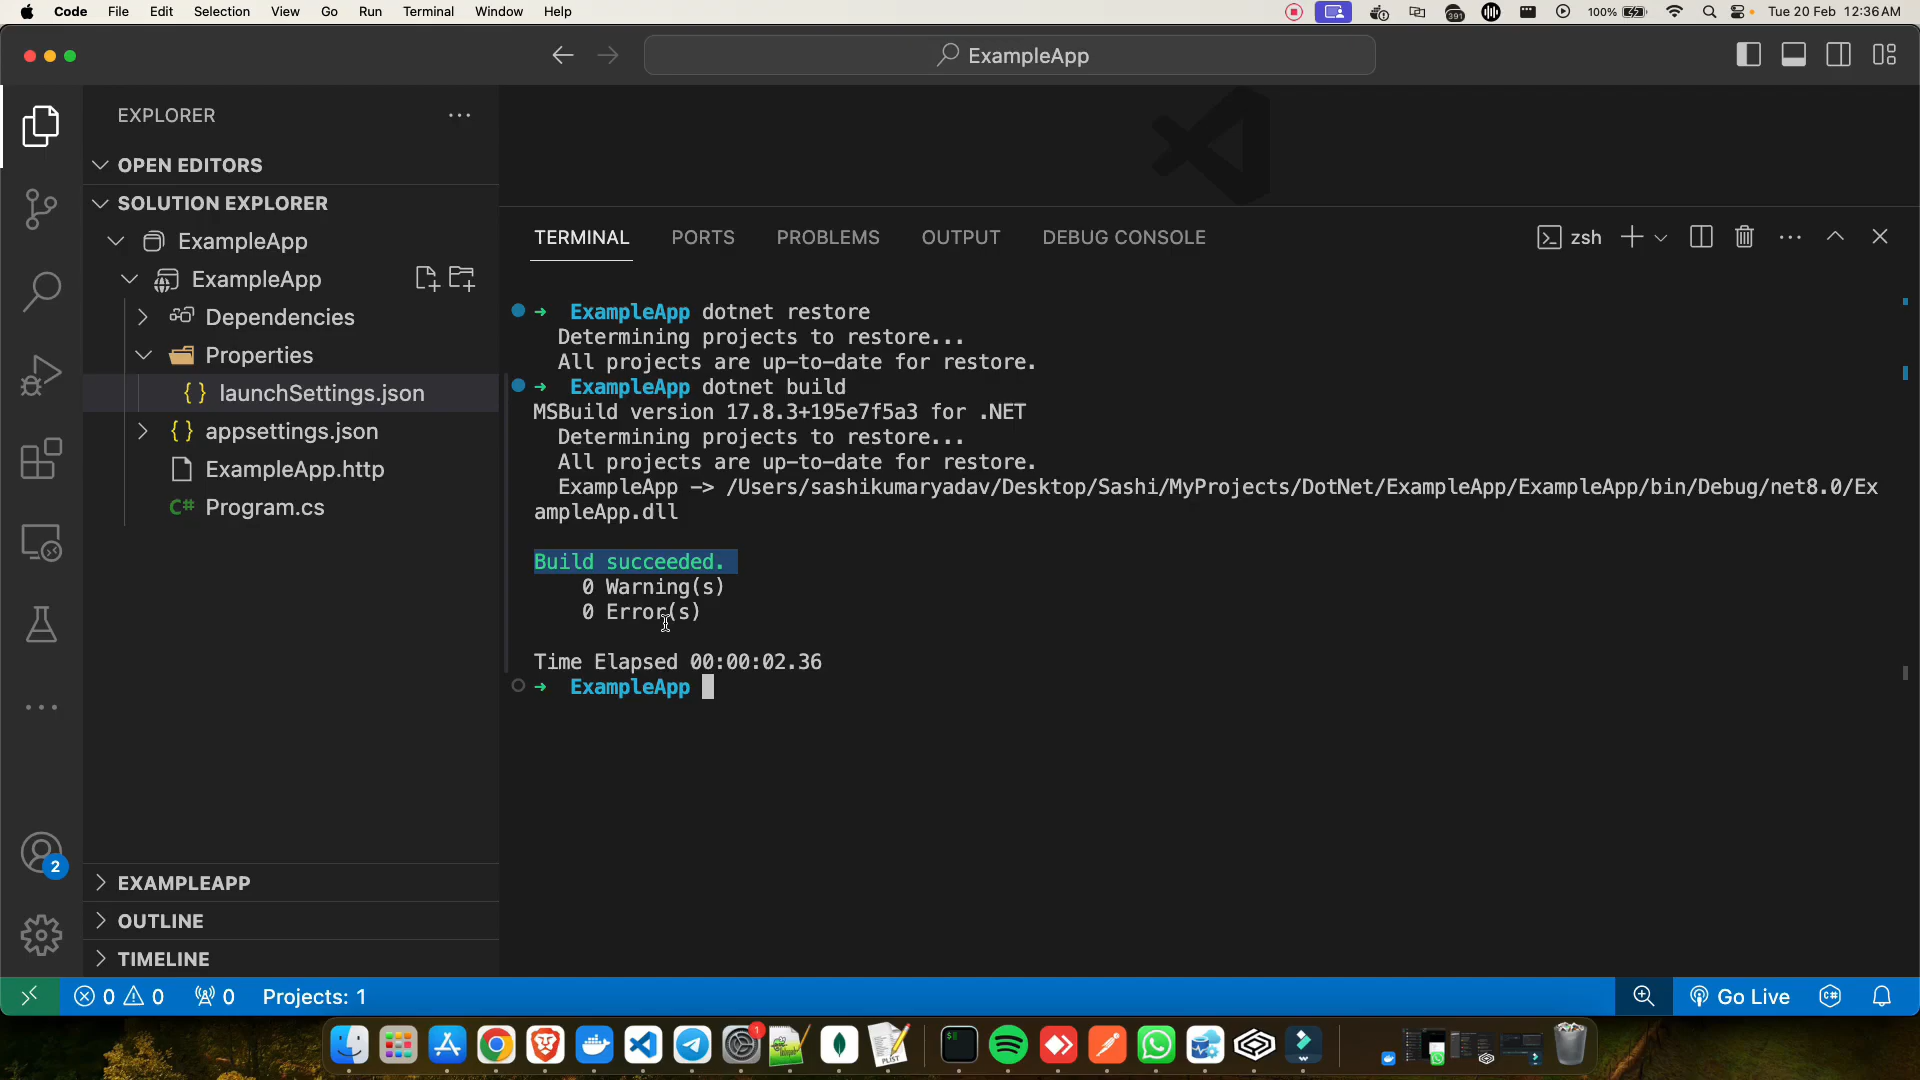 Code File Edit Selection View Go Run Terminal Window Help
391 100% Tue 20 Feb 12:36 AM
ExampleApp
EXPLORER
OPEN EDITORS
SOLUTION EXPLORER
ExampleApp
ExampleApp
Dependencies
Properties
{} launchSettings.json
{} appsettings.json
ExampleApp.http
C# Program.cs
EXAMPLEAPP
OUTLINE
TIMELINE
2
TERMINAL PORTS PROBLEMS OUTPUT DEBUG CONSOLE
zsh
➜ ExampleApp dotnet restore
Determining projects to restore...
All projects are up-to-date for restore.
➜ ExampleApp dotnet build
MSBuild version 17.8.3+195e7f5a3 for .NET
Determining projects to restore...
All projects are up-to-date for restore.
ExampleApp -> /Users/sashikumaryadav/Desktop/Sashi/MyProjects/DotNet/ExampleApp/ExampleApp/bin/Debug/net8.0/Ex
ampleApp.dll
Build succeeded.
0 Warning(s)
0 Error(s)
Time Elapsed 00:00:02.36
➜ ExampleApp
0 0 0 Projects: 1
Go Live
1
PLIST